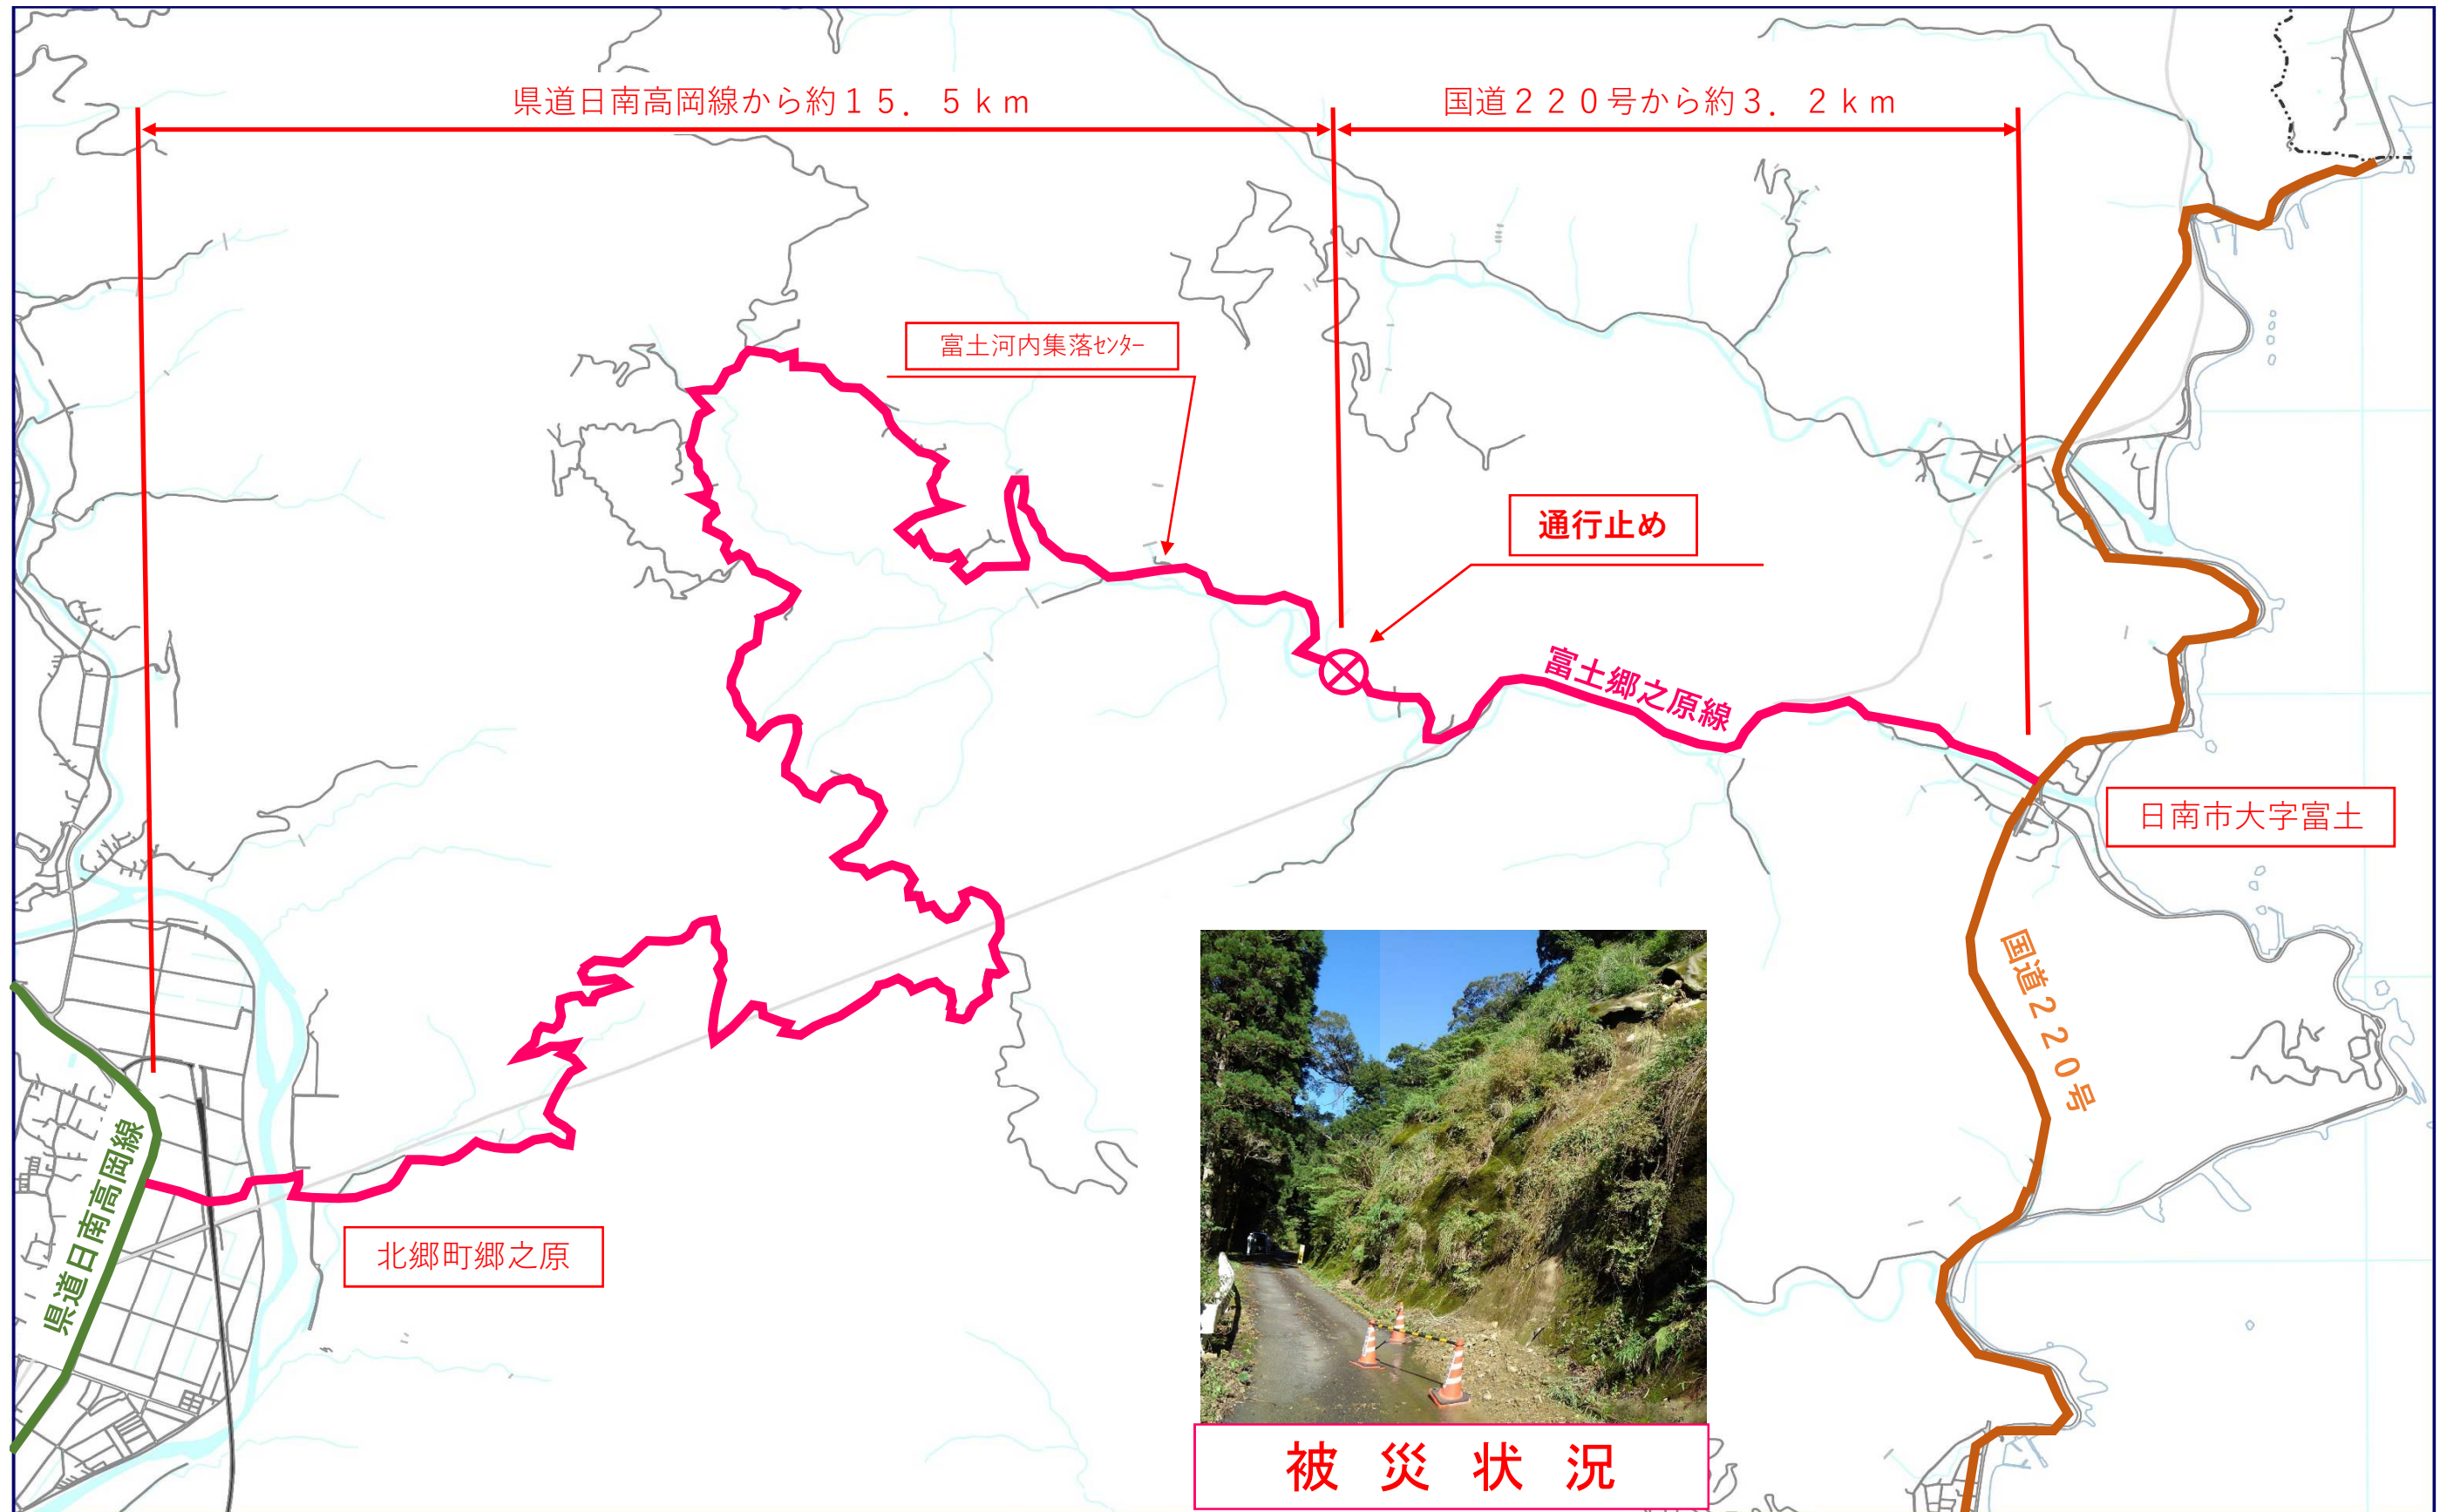 県道日南高岡線から約１５．５ｋｍ
国道２２０号から約３．２ｋｍ
富土河内集落ｾﾝﾀｰ
通行止め
富土郷之原線
日南市大字富土
国道２２０号
県道日南高岡線
北郷町郷之原
被災状況